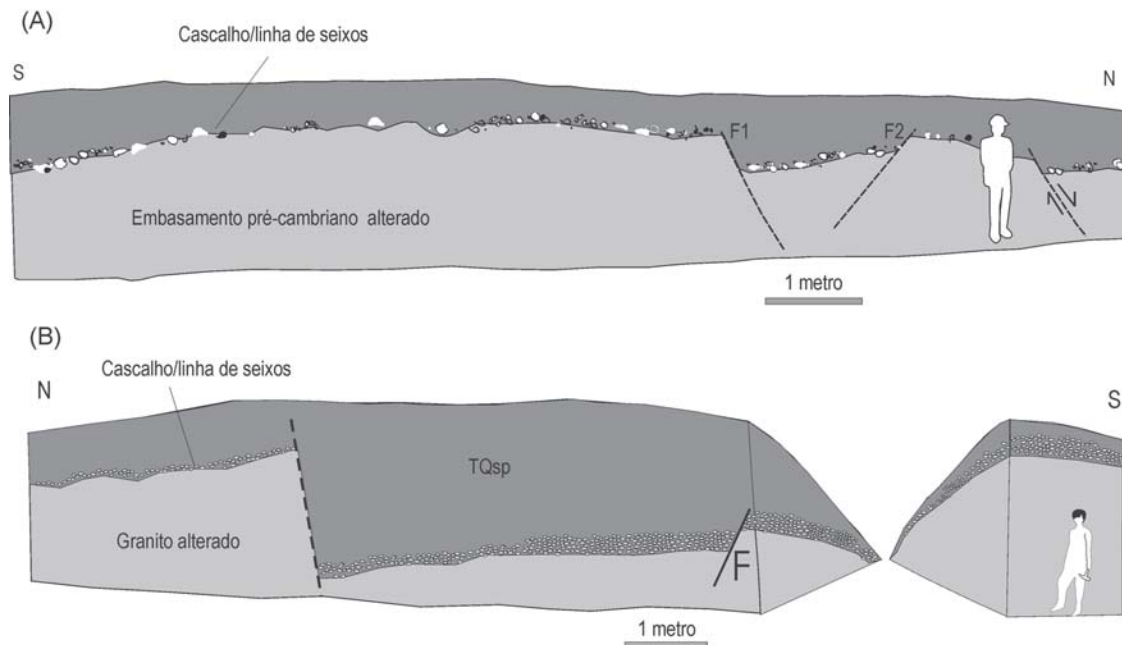 (A)
Cascalho/linha de seixos
S
N
F1
F2
Embasamento pré-cambriano alterado
1 metro
(B)
Cascalho/linha de seixos
N
S
TQsp
Granito alterado
F
1 metro